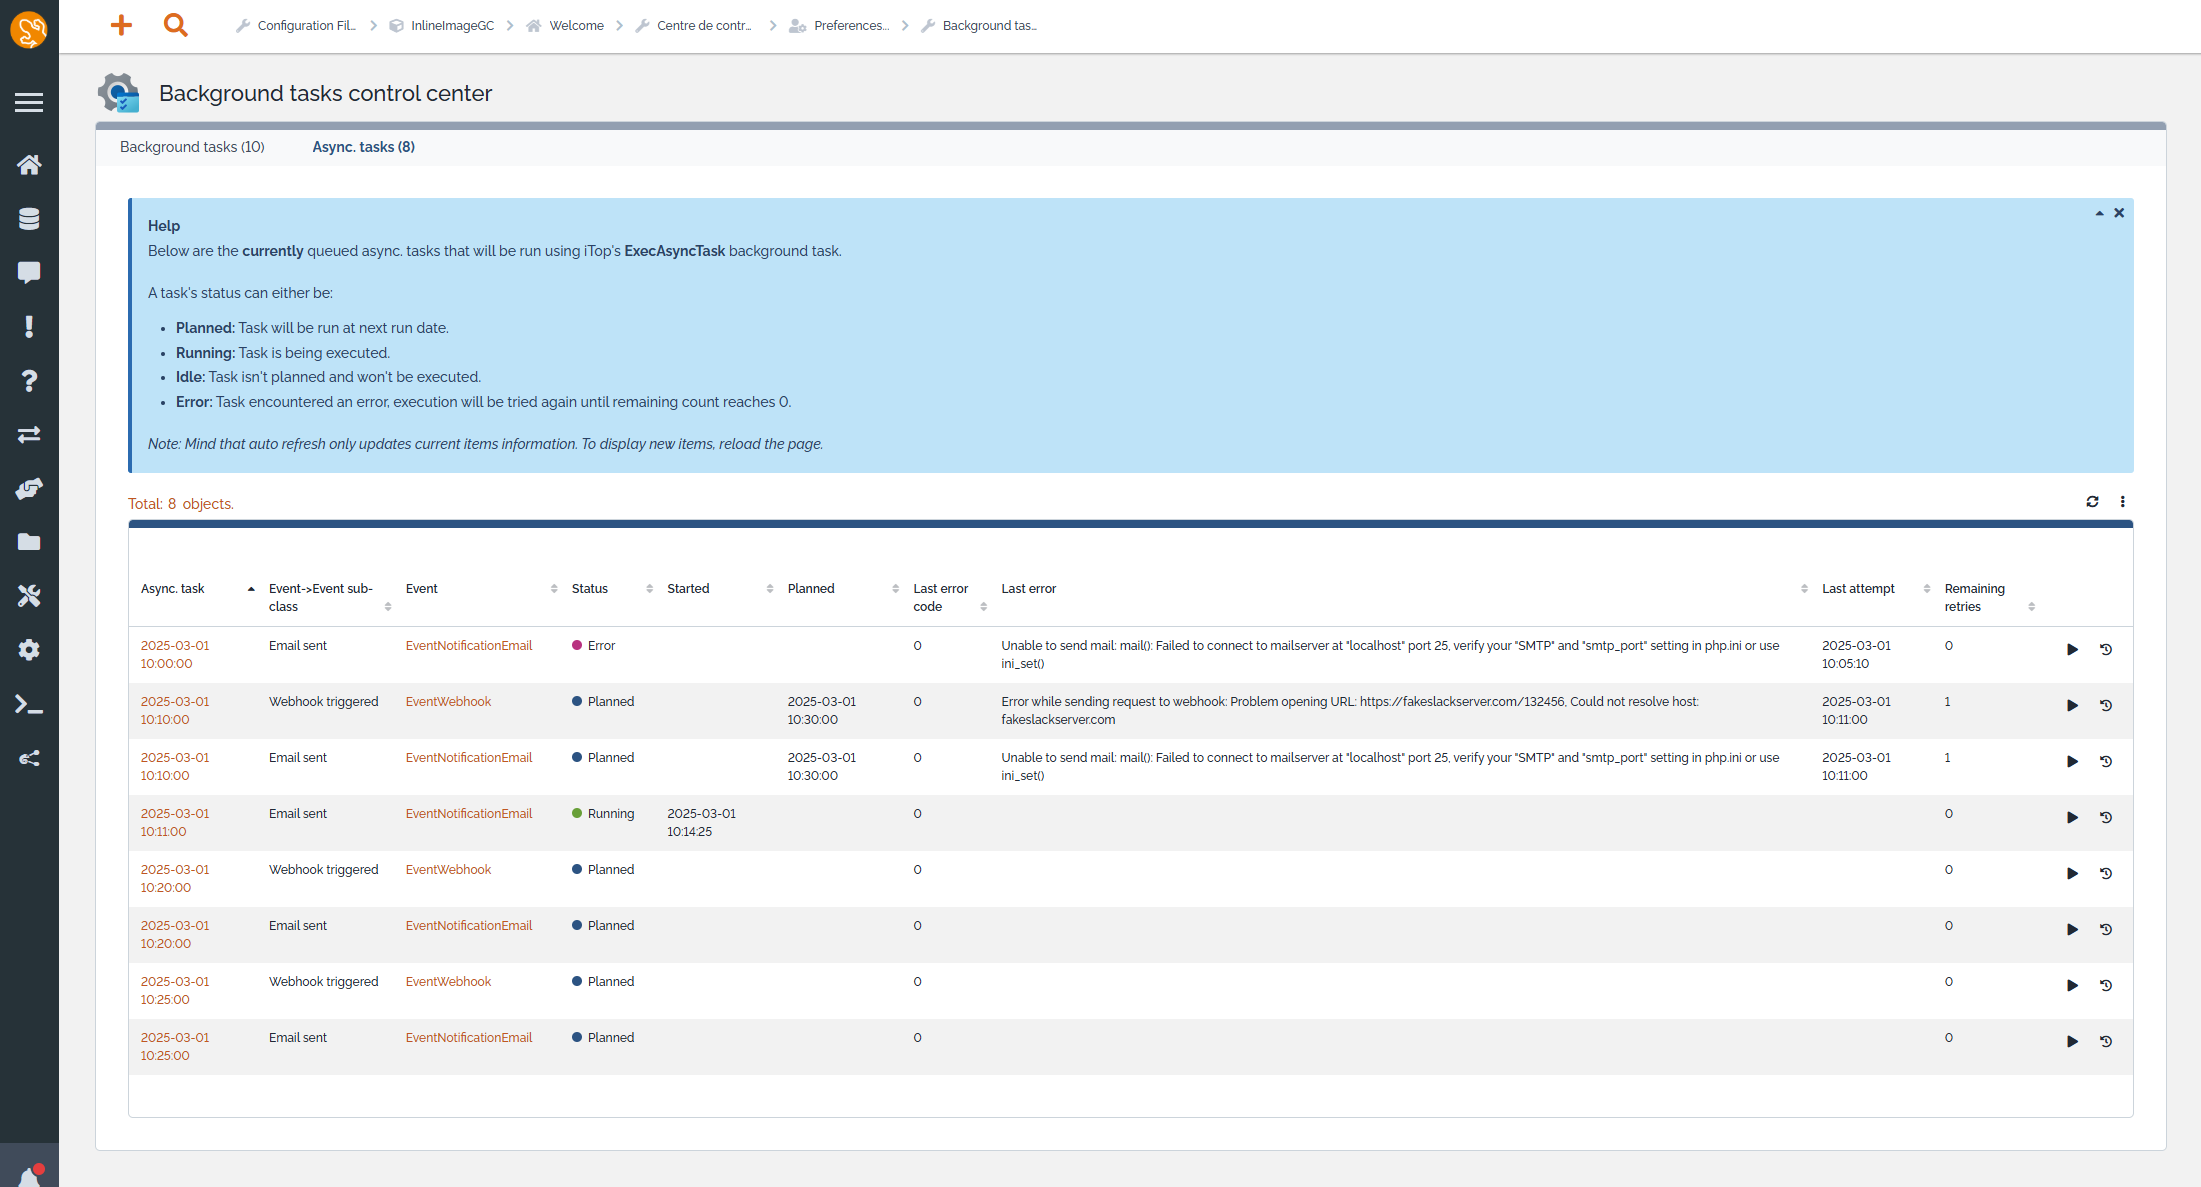 Configuration Fil... InlineImageGC Welcome Centre de contr... Preferences... Background tas...
Background tasks control center
Background tasks (10) Async. tasks (8)
Help
Below are the currently queued async. tasks that will be run using iTop's ExecAsyncTask background task.
A task's status can either be:
• Planned: Task will be run at next run date.
• Running: Task is being executed.
• Idle: Task isn't planned and won't be executed.
• Error: Task encountered an error, execution will be tried again until remaining count reaches 0.
Note: Mind that auto refresh only updates current items information. To display new items, reload the page.
Total: 8 objects.
Async. task Event->Event sub- Event Status Started Planned Last error Last error Last attempt Remaining
class code retries
2025-03-01 Email sent EventNotificationEmail Error 0 Unable to send mail: mail(): Failed to connect to mailserver at "localhost" port 25, verify your "SMTP" and "smtp_port" setting in php.ini or use 2025-03-01 0
10:00:00 ini_set() 10:05:10
2025-03-01 Webhook triggered EventWebhook Planned 2025-03-01 0 Error while sending request to webhook: Problem opening URL: https://fakeslackserver.com/132456, Could not resolve host: 2025-03-01 1
10:10:00 10:30:00 fakeslackserver.com 10:11:00
2025-03-01 Email sent EventNotificationEmail Planned 2025-03-01 0 Unable to send mail: mail(): Failed to connect to mailserver at "localhost" port 25, verify your "SMTP" and "smtp_port" setting in php.ini or use 2025-03-01 1
10:10:00 10:30:00 ini_set() 10:11:00
2025-03-01 Email sent EventNotificationEmail Running 2025-03-01 0 0
10:11:00 10:14:25
2025-03-01 Webhook triggered EventWebhook Planned 0 0
10:20:00
2025-03-01 Email sent EventNotificationEmail Planned 0 0
10:20:00
2025-03-01 Webhook triggered EventWebhook Planned 0 0
10:25:00
2025-03-01 Email sent EventNotificationEmail Planned 0 0
10:25:00